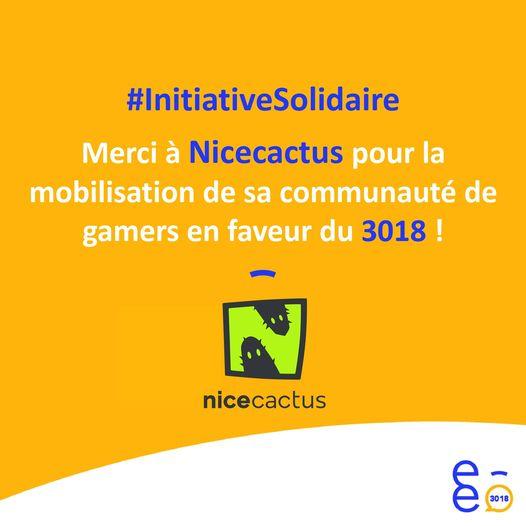 #InitiativeSolidaire
Merci à Nicecactus pour la
mobilisation de sa communauté de
gamers en faveur du 3018 !
nicecactus
e
e 3018